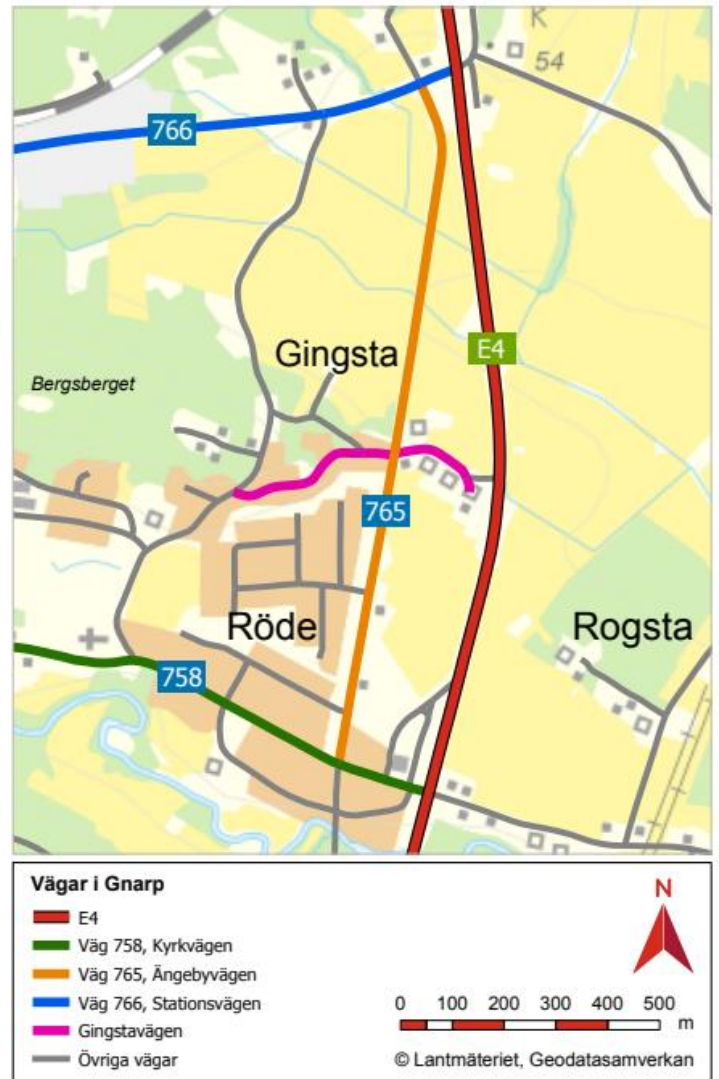 K
54
766
Gingsta
E4
Bergsberget
765
Röde
Rogsta
758
Vägar i Gnarp
E4
Väg 758, Kyrkvägen
Väg 765, Ängebyvägen
Väg 766, Stationsvägen
Gingstavägen
Övriga vägar
N
0 100 200 300 400 500
m
© Lantmäteriet, Geodatasamverkan